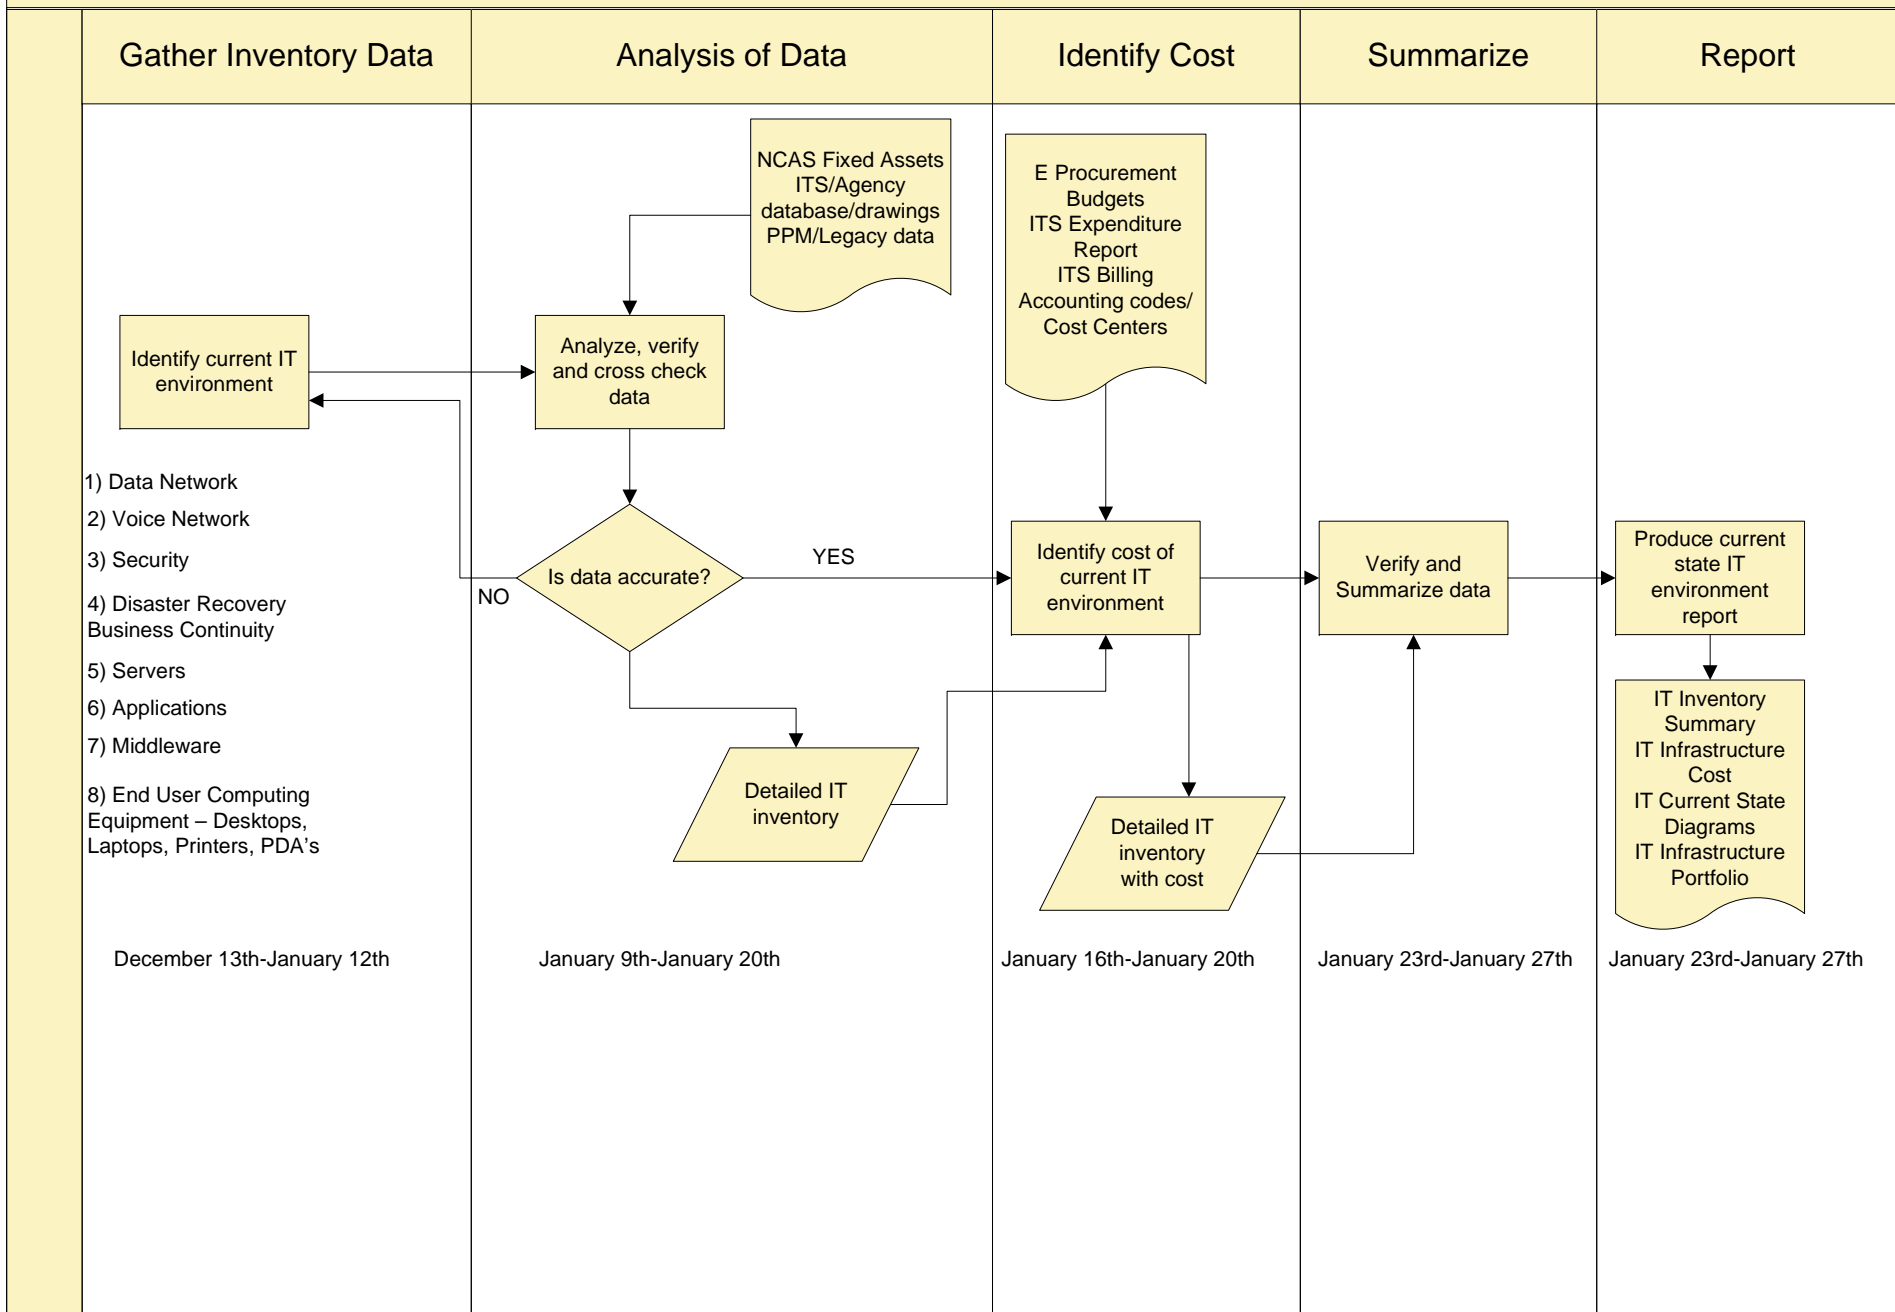 Gather Inventory Data
Analysis of Data
Identify Cost
Summarize
Report
Identify current IT
environment
1) Data Network
2) Voice Network
3) Security
4) Disaster Recovery
Business Continuity
5) Servers
6) Applications
7) Middleware
8) End User Computing
Equipment – Desktops,
Laptops, Printers, PDA's
December 13th-January 12th
NCAS Fixed Assets
ITS/Agency
database/drawings
PPM/Legacy data
Analyze, verify
and cross check
data
Is data accurate?
NO
YES
Detailed IT
inventory
January 9th-January 20th
E Procurement
Budgets
ITS Expenditure
Report
ITS Billing
Accounting codes/
Cost Centers
Identify cost of
current IT
environment
Detailed IT
inventory
with cost
January 16th-January 20th
Verify and
Summarize data
January 23rd-January 27th
Produce current
state IT
environment
report
IT Inventory
Summary
IT Infrastructure
Cost
IT Current State
Diagrams
IT Infrastructure
Portfolio
January 23rd-January 27th